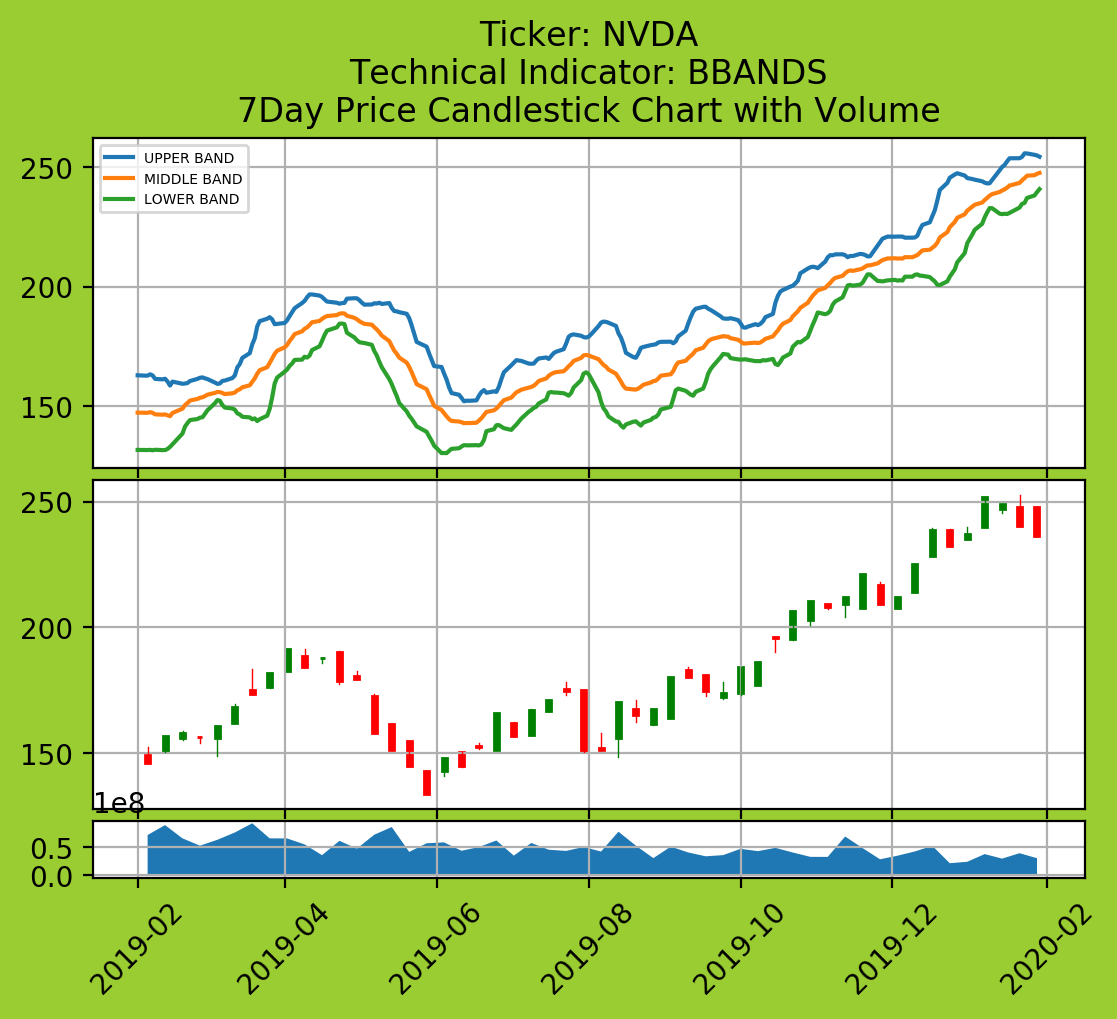 Ticker: NVDA
Technical Indicator: BBANDS
7Day Price Candlestick Chart with Volume
250
200
150
UPPER BAND
MIDDLE BAND
LOWER BAND
250
200
150
1e8
0.5
0.0
2019-02
2019-04
2019-06
2019-08
2019-10
2019-12
2020-02